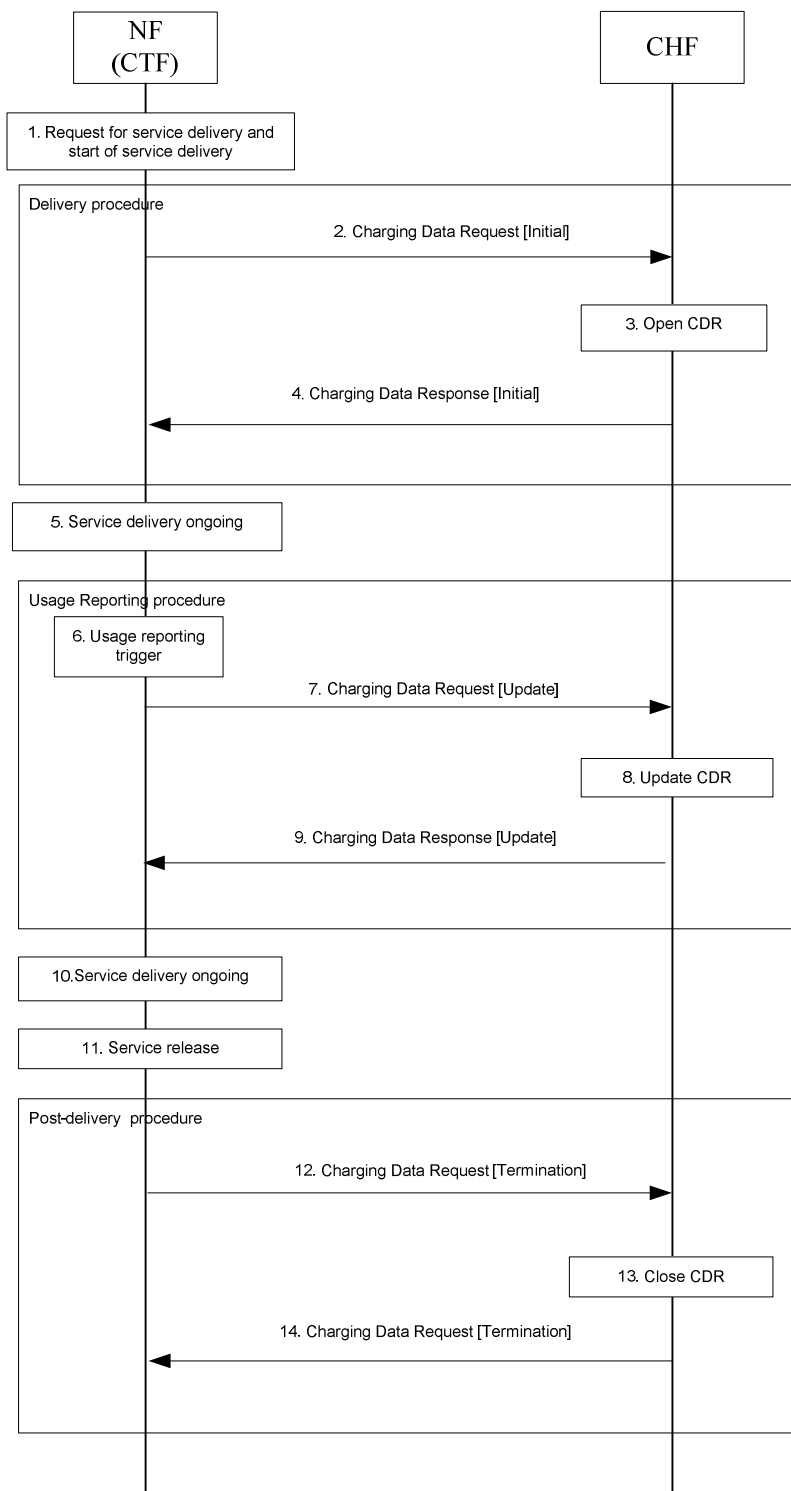 NF
(CTF)
CHF
1. Request for service delivery and
start of service delivery
Delivery procedure
2. Charging Data Request [Initial]
3. Open CDR
4. Charging Data Response [Initial]
5. Service delivery ongoing
Usage Reporting procedure
6. Usage reporting
trigger
7. Charging Data Request [Update]
8. Update CDR
9. Charging Data Response [Update]
10.Service delivery ongoing
11. Service release
Post-delivery procedure
12. Charging Data Request [Termination]
13. Close CDR
14. Charging Data Request [Termination]